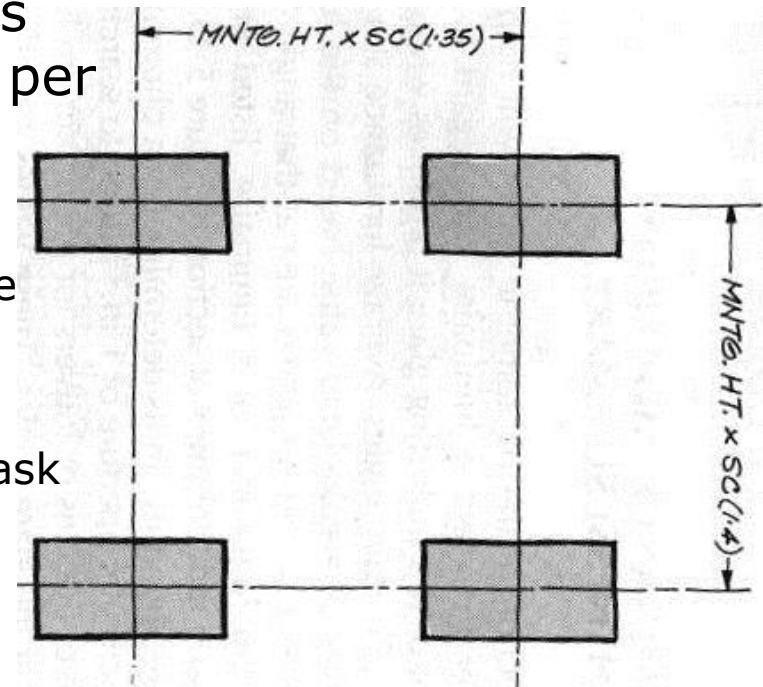 s
MNTG. HT. x SC(1.35)
per
e
MNTG. HT. x SC(1.4)
ask